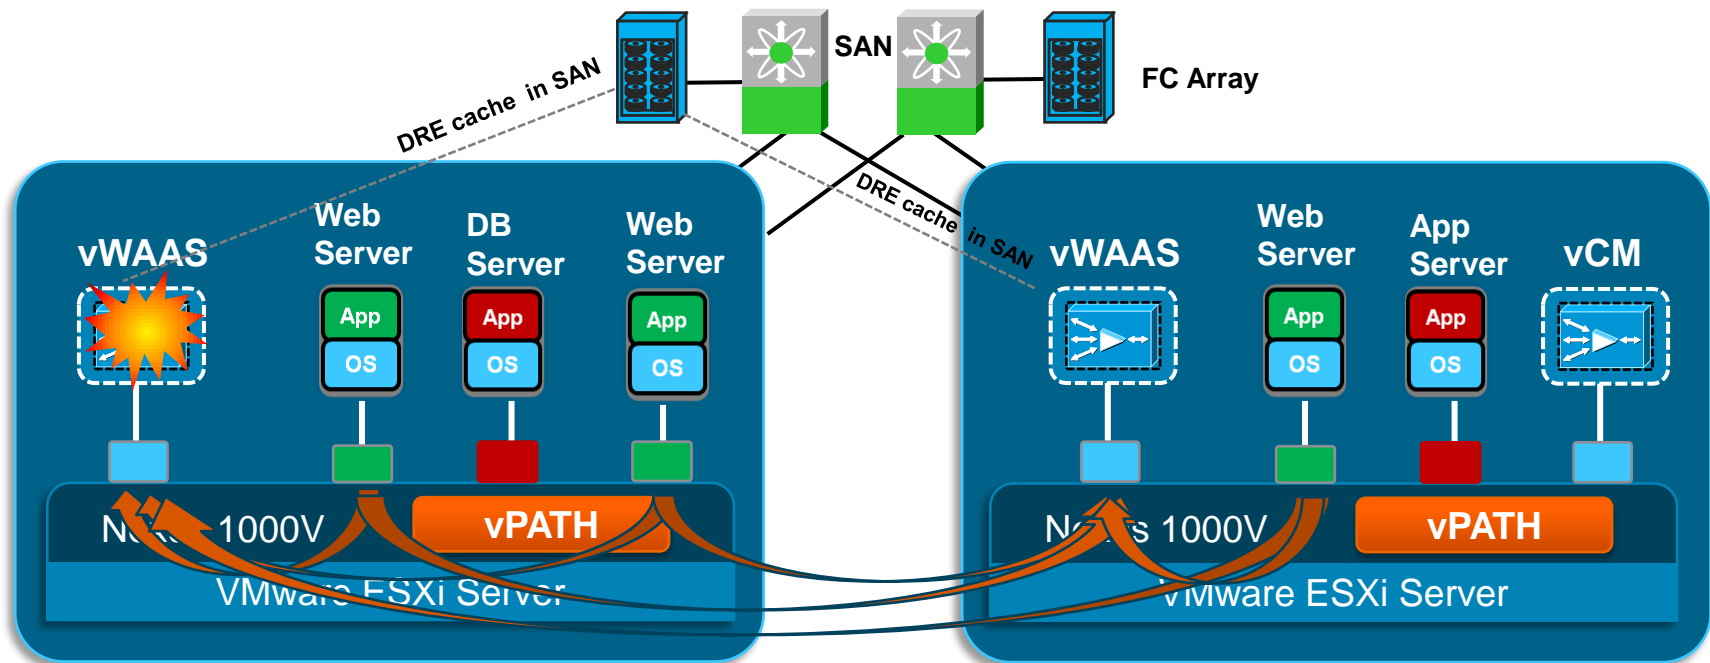 SAN
FC Array
DRE cache in SAN
DRE cache in SAN
vWAAS
Web
Server
DB
Server
Web
Server
App
OS
App
OS
App
OS
1000V
vPATH
VMware ESXi Server
vWAAS
Web
Server
App
Server
vCM
App
OS
App
OS
1000V
vPATH
VMware ESXi Server